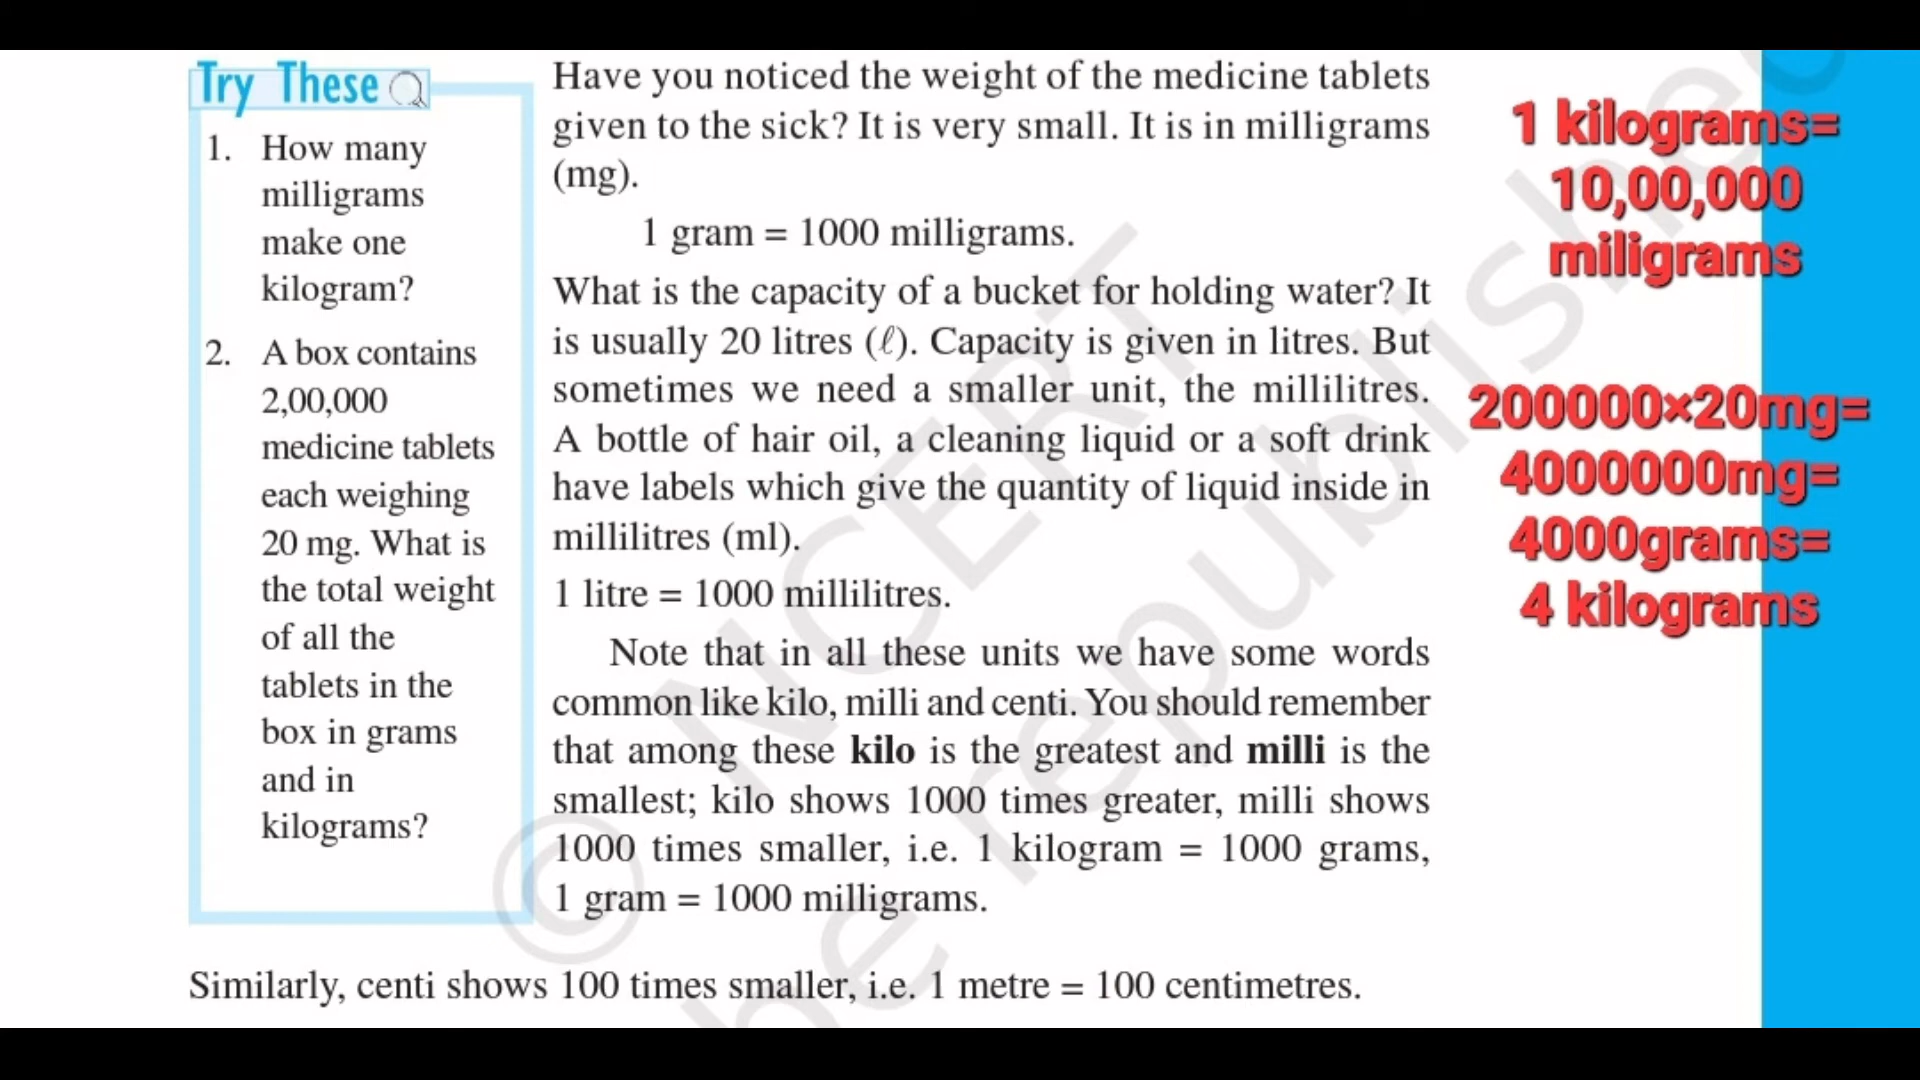 Try These
1. How many
milligrams
make one
kilogram?
2. A box contains
2,00,000
medicine tablets
each weighing
20 mg. What is
the total weight
of all the
tablets in the
box in grams
and in
kilograms?
Have you noticed the weight of the medicine tablets
given to the sick? It is very small. It is in milligrams
(mg).
1 gram = 1000 milligrams.
What is the capacity of a bucket for holding water? It
is usually 20 litres (ℓ). Capacity is given in litres. But
sometimes we need a smaller unit, the millilitres.
A bottle of hair oil, a cleaning liquid or a soft drink
have labels which give the quantity of liquid inside in
millilitres (ml).
1 litre = 1000 millilitres.
Note that in all these units we have some words
common like kilo, milli and centi. You should remember
that among these kilo is the greatest and milli is the
smallest; kilo shows 1000 times greater, milli shows
1000 times smaller, i.e. 1 kilogram = 1000 grams,
1 gram = 1000 milligrams.
Similarly, centi shows 100 times smaller, i.e. 1 metre = 100 centimetres.
1 kilograms=
10,00,000
miligrams
200000×20mg=
4000000mg=
4000grams=
4 kilograms
© NCERT
be republished